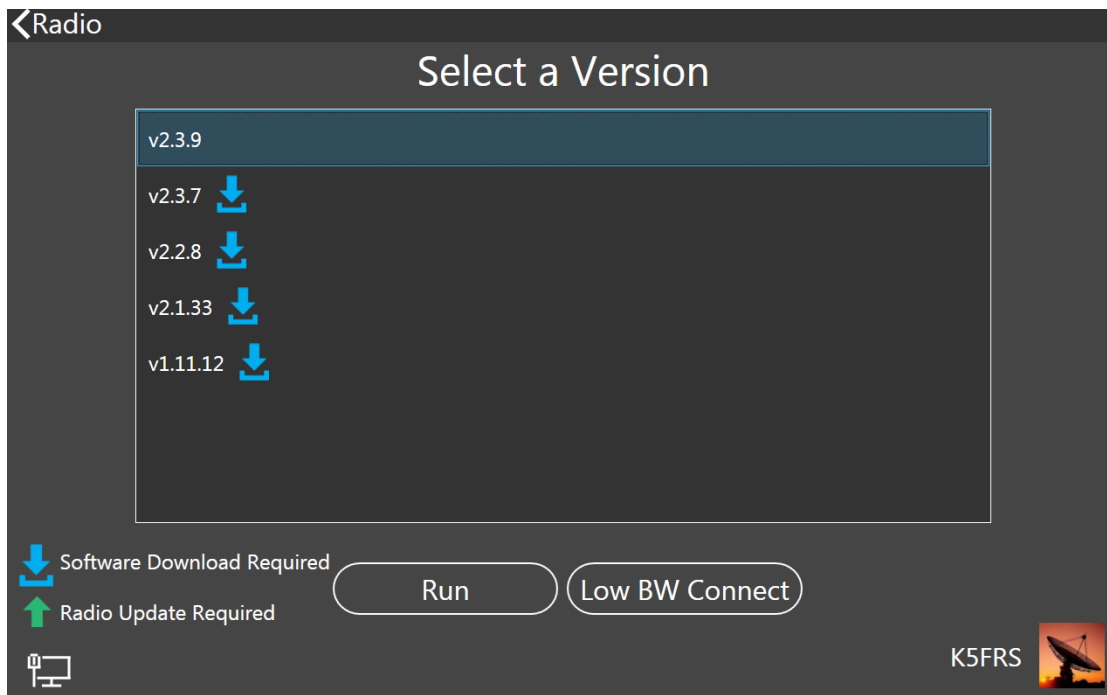 Radio
Select a Version
v2.3.9
v2.3.7
v2.2.8
v2.1.33
v1.11.12
Software Download Required
Radio Update Required
Run
Low BW Connect
K5FRS